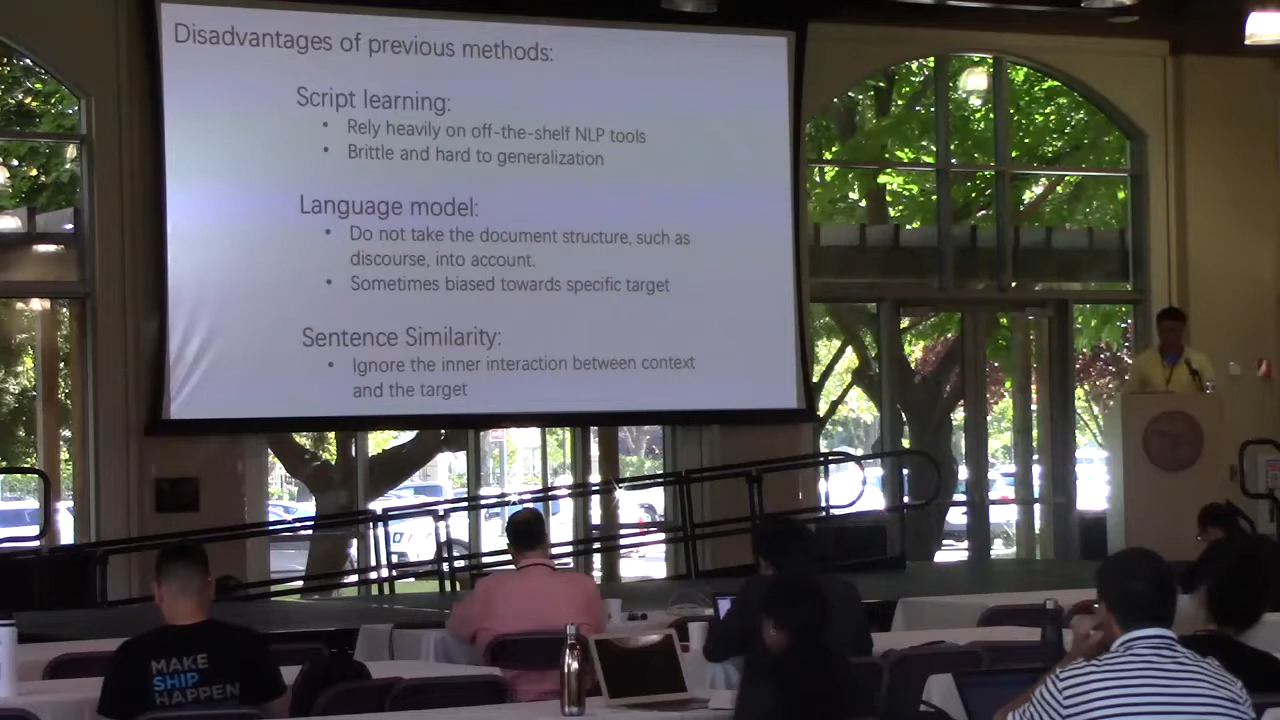 Disadvantages of previous methods:
Script learning:
• Rely heavily on off-the-shelf NLP tools
• Brittle and hard to generalization
Language model:
• Do not take the document structure, such as
discourse, into account.
• Sometimes biased towards specific target
Sentence Similarity:
• Ignore the inner interaction between context
and the target
MAKE
SHIP
HAPPEN